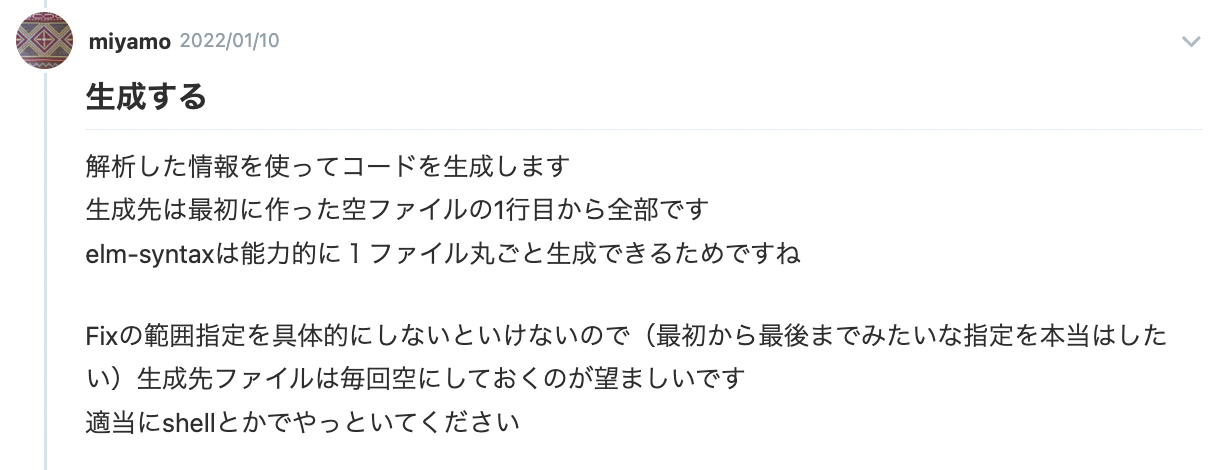 miyamo 2022/01/10
生成する
解析した情報を使ってコードを生成します
生成先は最初に作った空ファイルの1行目から全部です
elm-syntaxは能力的に１ファイル丸ごと生成できるためですね
Fixの範囲指定を具体的にしないといけないので（最初から最後までみたいな指定を本当はした
い）生成先ファイルは毎回空にしておくのが望ましいです
適当にshellとかでやっといてください